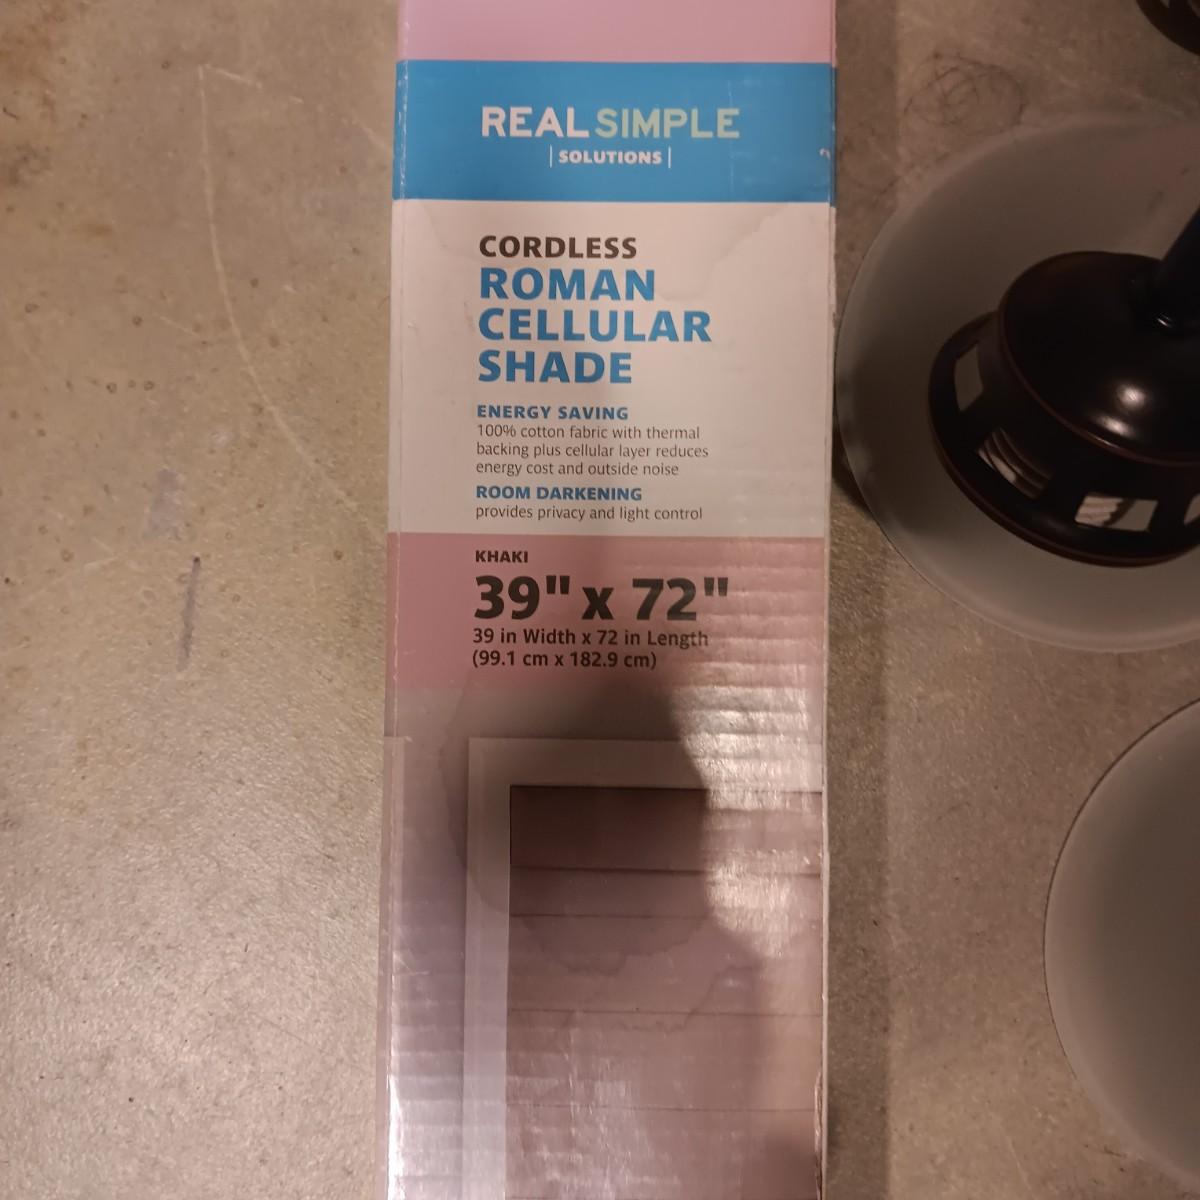 REALSIMPLE
| SOLUTIONS |
CORDLESS
ROMAN
CELLULAR
SHADE
ENERGY SAVING
100% cotton fabric with thermal
backing plus cellular layer reduces
energy cost and outside noise
ROOM DARKENING
provides privacy and light control
KHAKI
39" x 72"
39 in Width x 72 in Length
(99.1 cm x 182.9 cm)